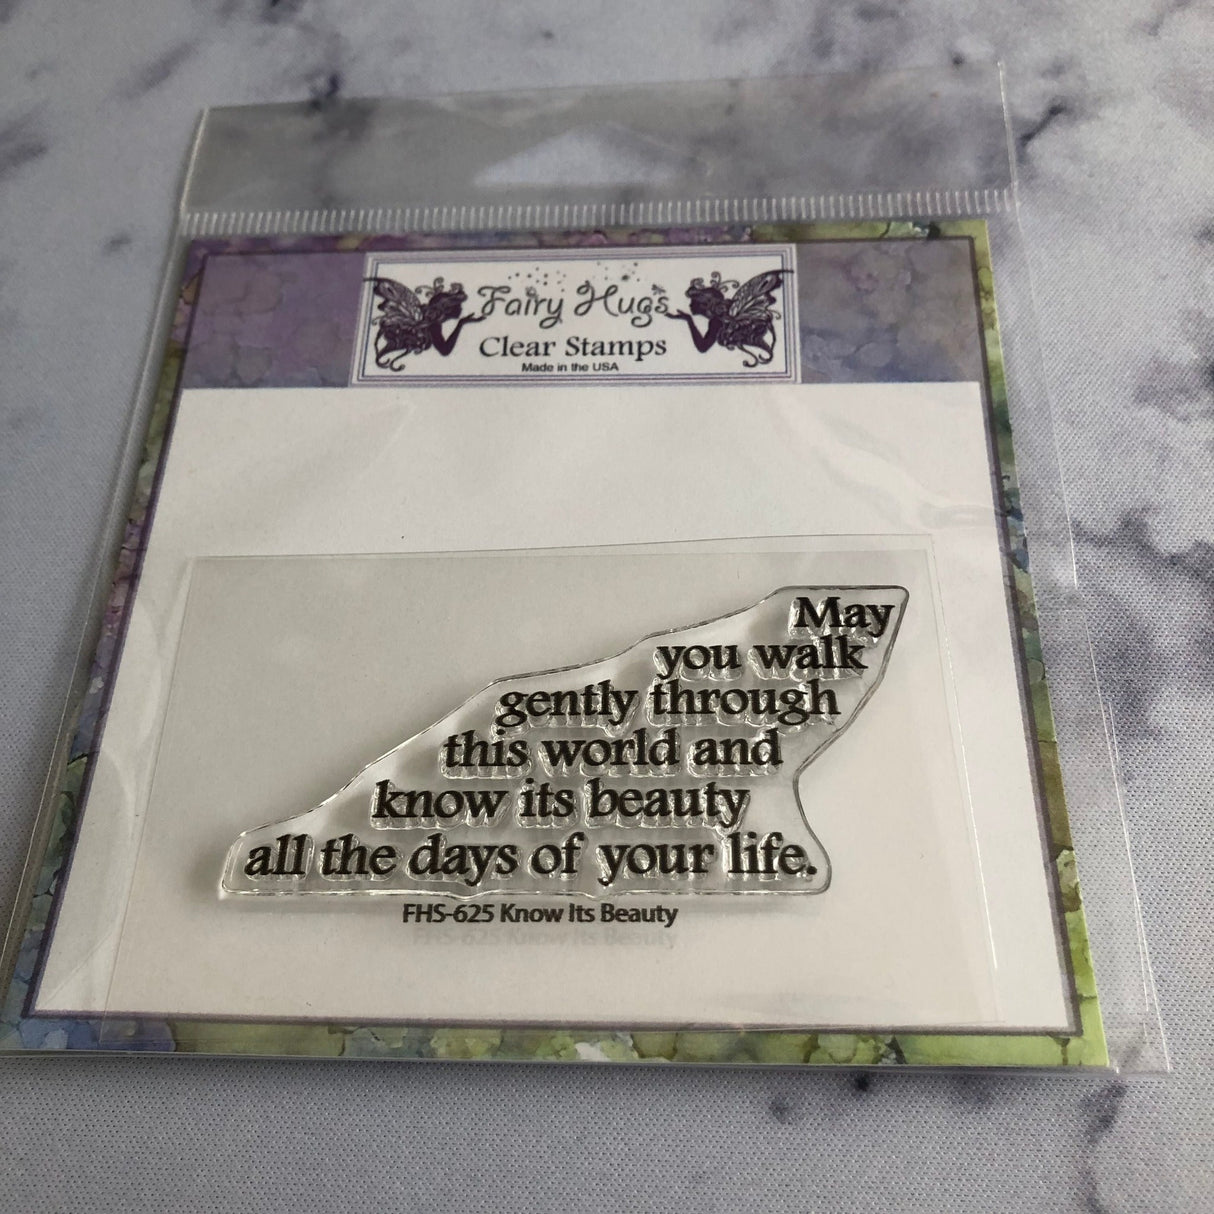 Fairy Hugs
Clear Stamps
Made in the USA
May
you walk
gently through
this world and
know its beauty
all the days of your life.
FHS-625 Know Its Beauty